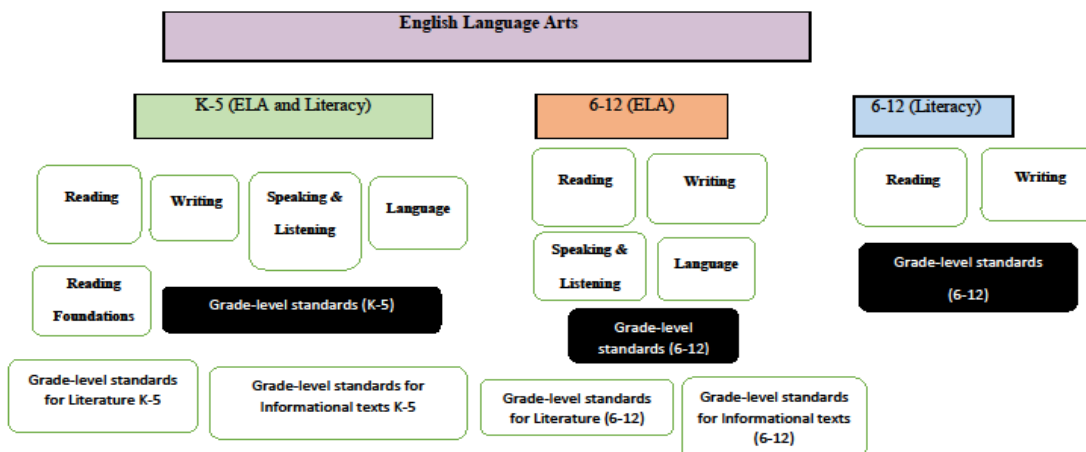 English Language Arts
K-5 (ELA and Literacy)
6-12 (ELA)
6-12 (Literacy)
Reading
Writing
Speaking &
Listening
Language
Reading
Foundations
Grade-level standards (K-5)
Grade-level standards
for Literature K-5
Grade-level standards for
Informational texts K-5
Reading
Writing
Speaking &
Listening
Language
Grade-level
standards (6-12)
Grade-level standards
for Literature (6-12)
Grade-level standards
for Informational texts
(6-12)
Reading
Writing
Grade-level standards
(6-12)